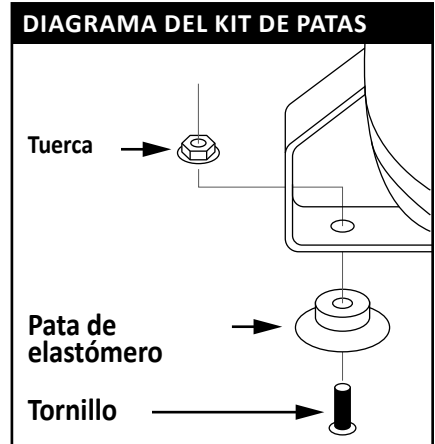 DIAGRAMA DEL KIT DE PATAS
Tuerca
Pata de
elastómero
Tornillo